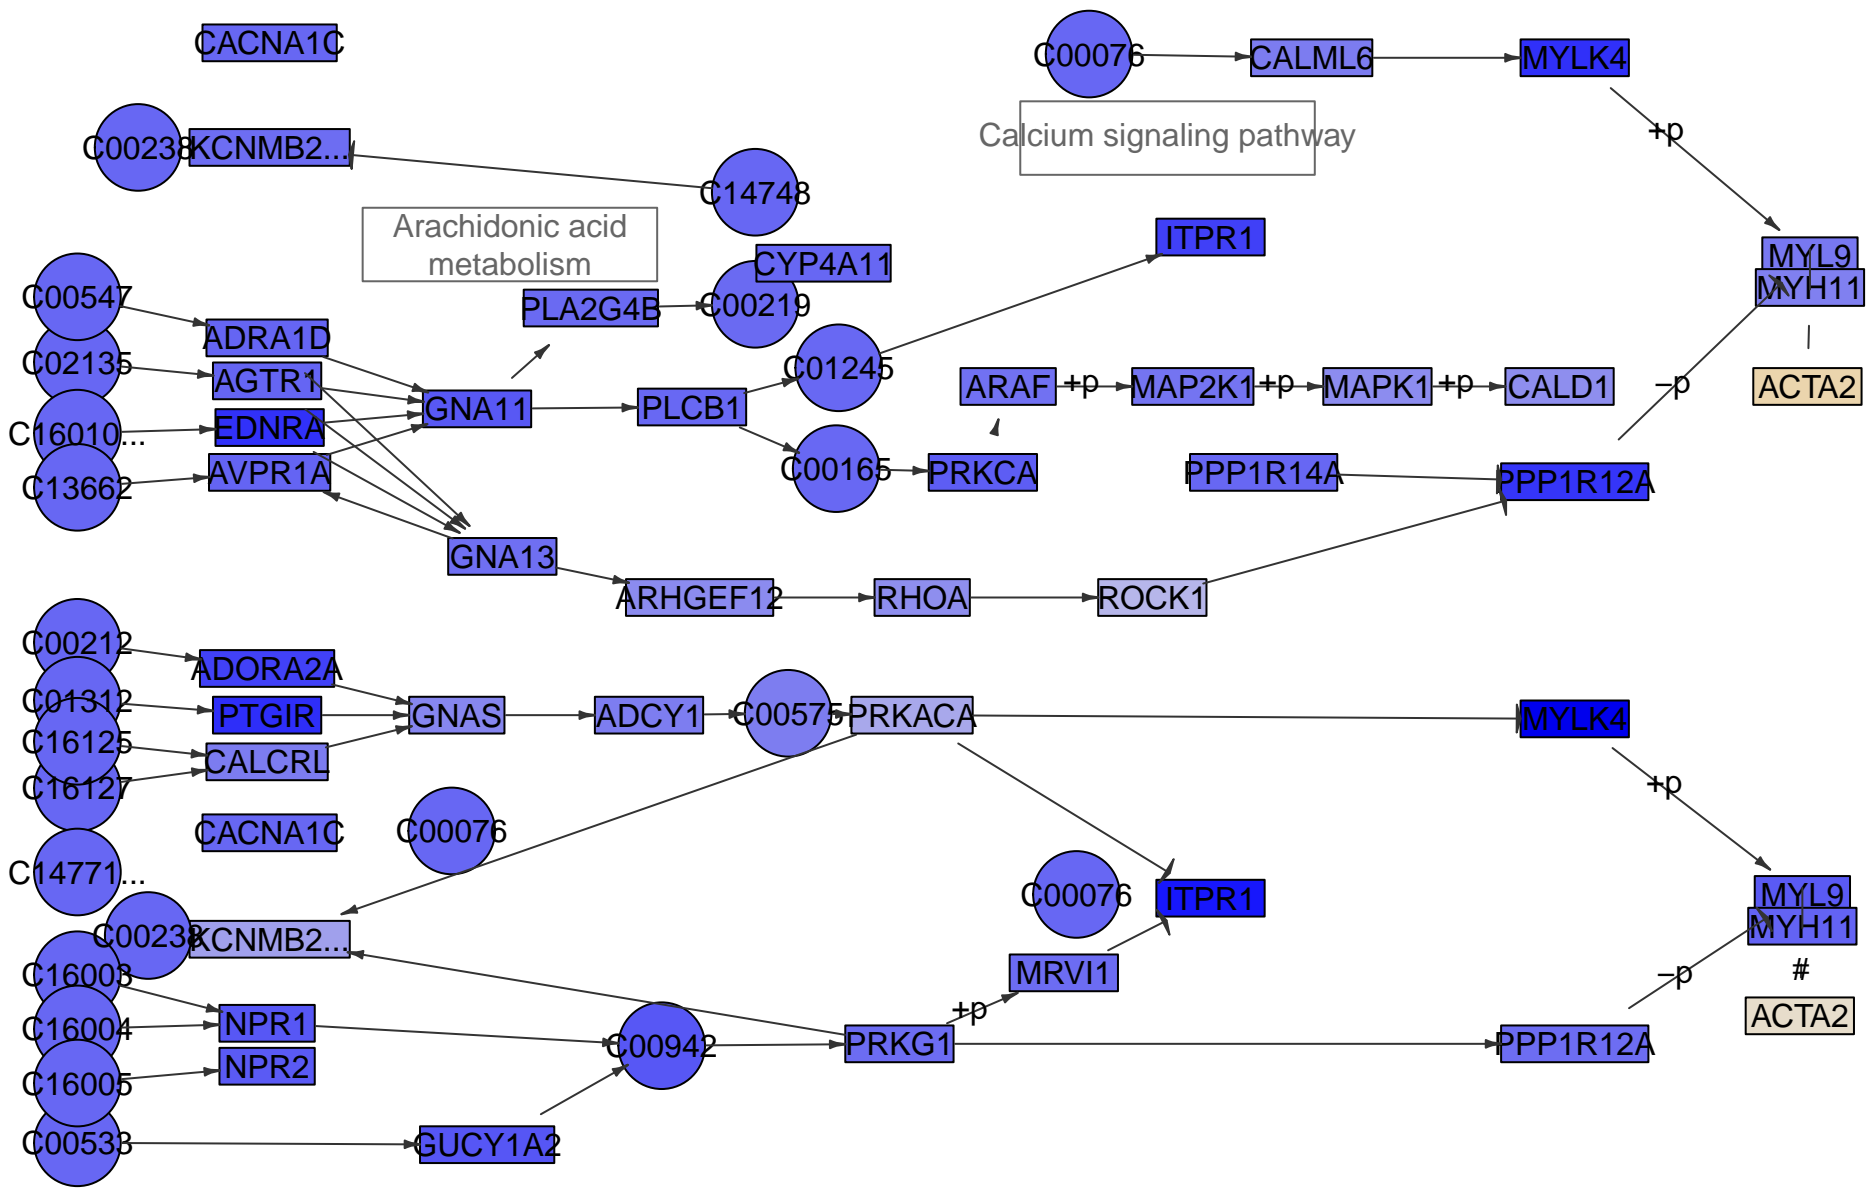 CACNA1C
C00076
CALML6
MYLK4
Calcium signaling pathway
+p
C00238
KCNMB2...
C14748
Arachidonic acid
metabolism
ITPR1
MYL9
MYH11
CYP4A11
C00547
PLA2G4B
C00219
ADRA1D
C02135
AGTR1
C01245
ARAF
+p
MAP2K1
+p
MAPK1
+p
CALD1
−p
ACTA2
GNA11
PLCB1
C16010...
EDNRA
C13662
AVPR1A
C00165
PRKCA
PPP1R14A
PPP1R12A
GNA13
ARHGEF12
RHOA
ROCK1
C00212
ADORA2A
C01312
PTGIR
GNAS
ADCY1
C00575
PRKACA
MYLK4
C16125
CALCRL
C16127
+p
CACNA1C
C00076
C14771...
C00076
ITPR1
MYL9
MYH11
C00238
KCNMB2...
C16003
MRVI1
−p
#
+p
ACTA2
C16004
NPR1
C00942
PRKG1
PPP1R12A
NPR2
C16005
C00533
GUCY1A2